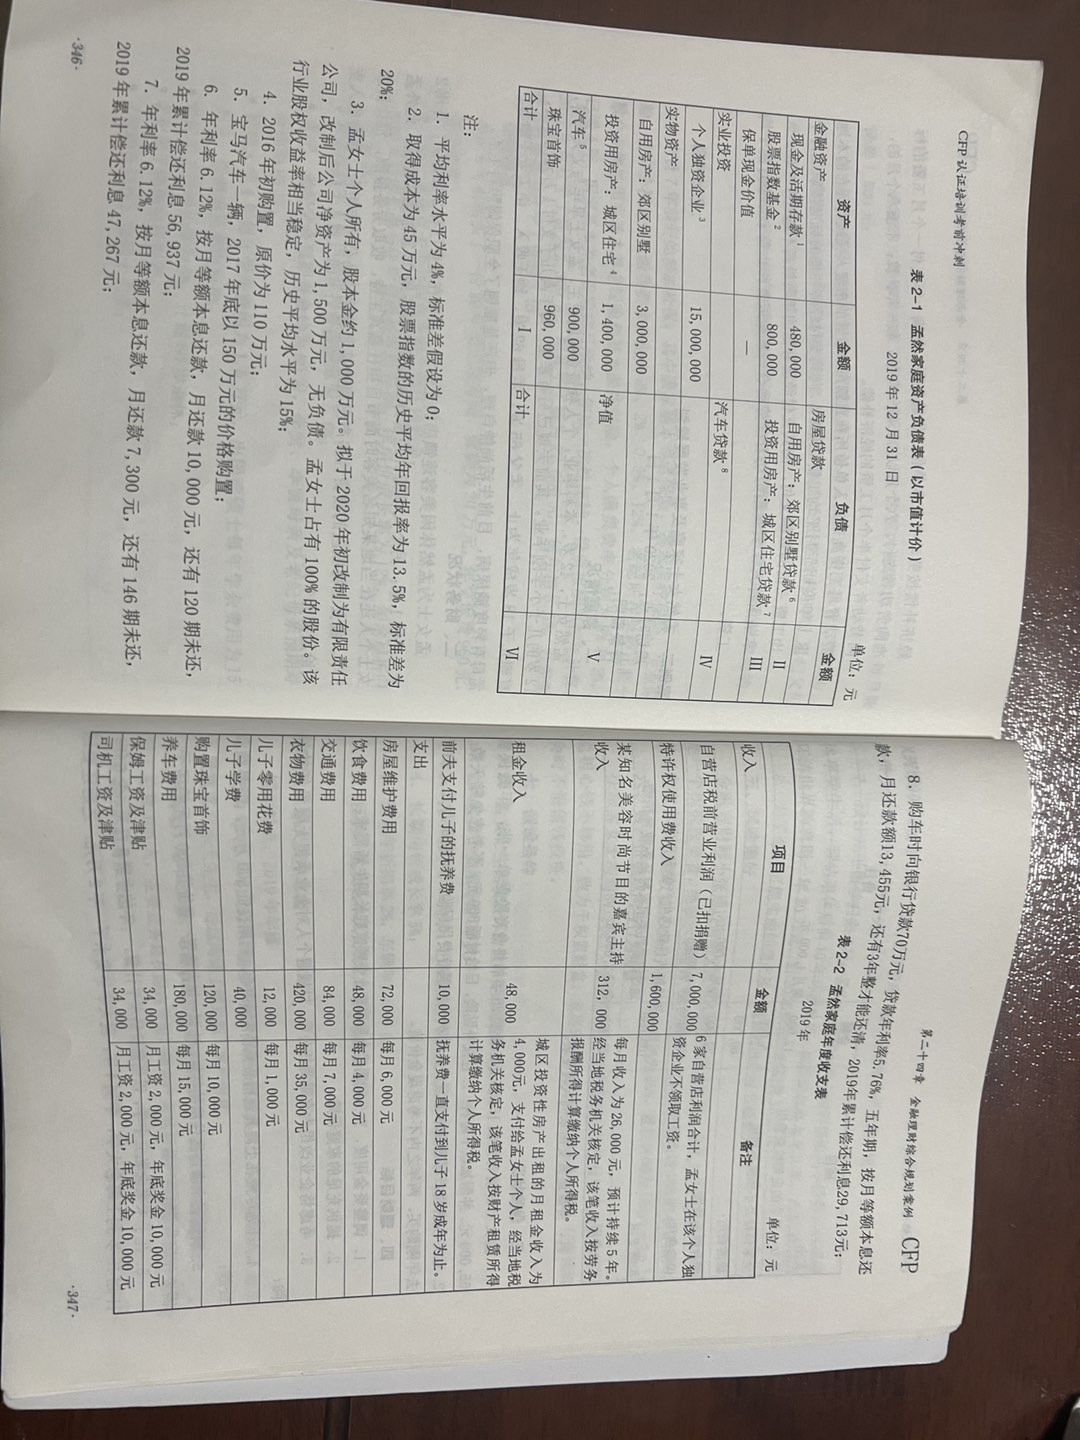 CFP 认证培训考前冲刺
表 2-1 孟然家庭资产负债表（以市值计价）
2019 年 12 月 31 日
单位：元
资产 金额 负债 金额
金融资产 房屋贷款
现金及活期存款1 480,000 自用房产：郊区别墅贷款6 II
股票指数基金2 800,000 投资用房产：城区住宅贷款7 III
保单现金价值 —
实业投资 汽车贷款8 IV
个人独资企业3 15,000,000
实物资产
自用房产：郊区别墅 3,000,000
投资用房产：城区住宅4 1,400,000 净值 V
汽车5 900,000
珠宝首饰 960,000
合计 I 合计 VI
注：
1. 平均利率水平为 4%，标准差假设为 0；
2. 取得成本为 45 万元，股票指数的历史平均年回报率为 13.5%，标准差为
20%；
3. 孟女士个人所有，股本金约 1,000 万元。拟于 2020 年初改制为有限责任
公司，改制后公司净资产为 1,500 万元，无负债。孟女士占有 100% 的股份。该
行业股权收益率相当稳定，历史平均水平为 15%；
4. 2016 年初购置，原价为 110 万元；
5. 宝马汽车一辆，2017 年底以 150 万元的价格购置；
6. 年利率 6.12%，按月等额本息还款，月还款 10,000 元，还有 120 期未还，
2019 年累计偿还利息 56,937 元；
7. 年利率 6.12%，按月等额本息还款，月还款 7,300 元，还有 146 期未还，
2019 年累计偿还利息 47,267 元；
·346·
第二十四章 金融理财综合规划案例 CFP
8. 购车时向银行贷款70万元，贷款年利率5.76%，五年期，按月等额本息还
款，月还款额13,455元，还有3年整才能还清，2019年累计偿还利息29,713元；
表 2-2 孟然家庭年度收支表
2019 年
单位：元
项目 金额 备注
收入
自营店税前营业利润（已扣捐赠） 7,000,000 6 家自营店利润合计，孟女士在该个人独
资企业不领取工资。
特许权使用费收入 1,600,000
某知名美容时尚节目的嘉宾主持
收入 312,000 每月收入为 26,000 元，预计持续 5 年。
经当地税务机关核定，该笔收入按劳务
报酬所得计算缴纳个人所得税。
租金收入 48,000 城区投资性房产出租的月租金收入为
4,000元，支付给孟女士个人，经当地税
务机关核定，该笔收入按财产租赁所得
计算缴纳个人所得税。
前夫支付儿子的抚养费 10,000 抚养费一直支付到儿子 18 岁成年为止。
支出
房屋维护费用 72,000 每月 6,000 元
饮食费用 48,000 每月 4,000 元
交通费用 84,000 每月 7,000 元
衣物费用 420,000 每月 35,000 元
儿子零用花费 12,000 每月 1,000 元
儿子学费 40,000
购置珠宝首饰 120,000 每月 10,000 元
养车费用 180,000 每月 15,000 元
保姆工资及津贴 34,000 月工资 2,000 元，年底奖金 10,000 元
司机工资及津贴 34,000 月工资 2,000 元，年底奖金 10,000 元
·347·